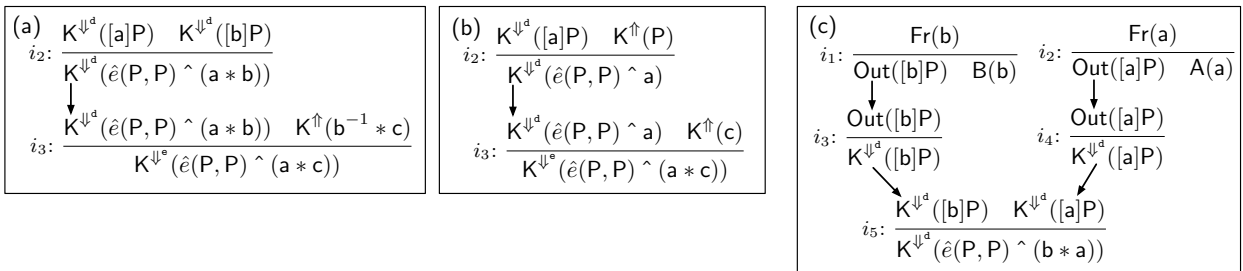 (a)
K⇓ᵈ([a]P) K⇓ᵈ([b]P)
i₂:
K⇓ᵈ(ê(P, P) ˆ (a ∗ b))
K⇓ᵈ(ê(P, P) ˆ (a ∗ b)) K⇑(b⁻¹ ∗ c)
i₃:
K⇓ᵉ(ê(P, P) ˆ (a ∗ c))
(b)
K⇓ᵈ([a]P) K⇑(P)
i₂:
K⇓ᵈ(ê(P, P) ˆ a)
K⇓ᵈ(ê(P, P) ˆ a) K⇑(c)
i₃:
K⇓ᵉ(ê(P, P) ˆ (a ∗ c))
(c)
Fr(b)
i₁:
Out([b]P) B(b)
Fr(a)
i₂:
Out([a]P) A(a)
Out([b]P)
i₃:
K⇓ᵈ([b]P)
Out([a]P)
i₄:
K⇓ᵈ([a]P)
K⇓ᵈ([b]P) K⇓ᵈ([a]P)
i₅:
K⇓ᵈ(ê(P, P) ˆ (b ∗ a))